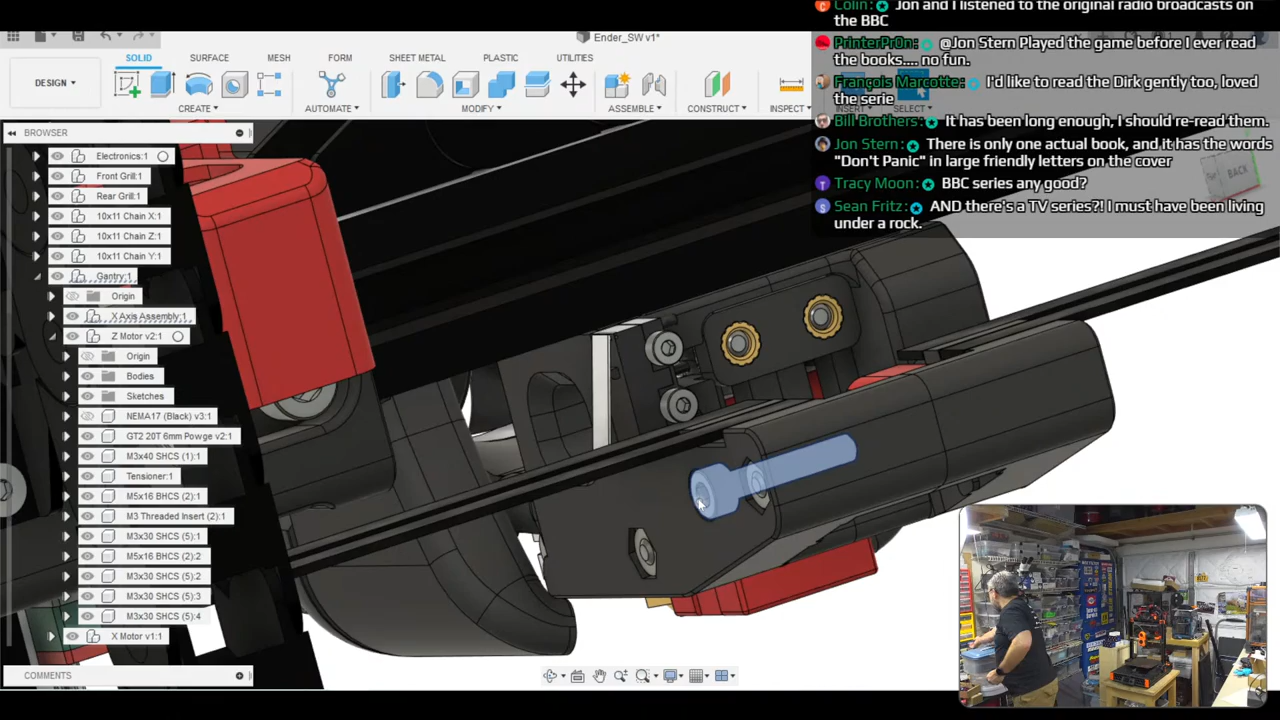 Colin: Jon and I listened to the original radio broadcasts on
the BBC
PrinterPr0n: @Jon Stern Played the game before I ever read
the books.... no fun.
François Marcotte: I'd like to read the Dirk gently too, loved
the serie
Bill Brothers: It has been long enough, I should re-read them.
Jon Stern: There is only one actual book, and it has the words
"Don't Panic" in large friendly letters on the cover
Tracy Moon: BBC series any good?
Sean Fritz: AND there's a TV series?! I must have been living
under a rock.
Ender_SW v1*
SOLID SURFACE MESH FORM SHEET METAL PLASTIC UTILITIES
DESIGN
CREATE AUTOMATE MODIFY ASSEMBLE CONSTRUCT INSPECT INSERT SELECT
BROWSER
Electronics:1
Front Grill:1
Rear Grill:1
10x11 Chain X:1
10x11 Chain Z:1
10x11 Chain Y:1
Gantry:1
Origin
X Axis Assembly:1
Z Motor v2:1
Origin
Bodies
Sketches
NEMA17 (Black) v3:1
GT2 20T 6mm Powge v2:1
M3x40 SHCS (1):1
Tensioner:1
M5x16 BHCS (2):1
M3 Threaded Insert (2):1
M3x30 SHCS (5):1
M5x16 BHCS (2):2
M3x30 SHCS (5):2
M3x30 SHCS (5):3
M3x30 SHCS (5):4
X Motor v1:1
COMMENTS
BACK